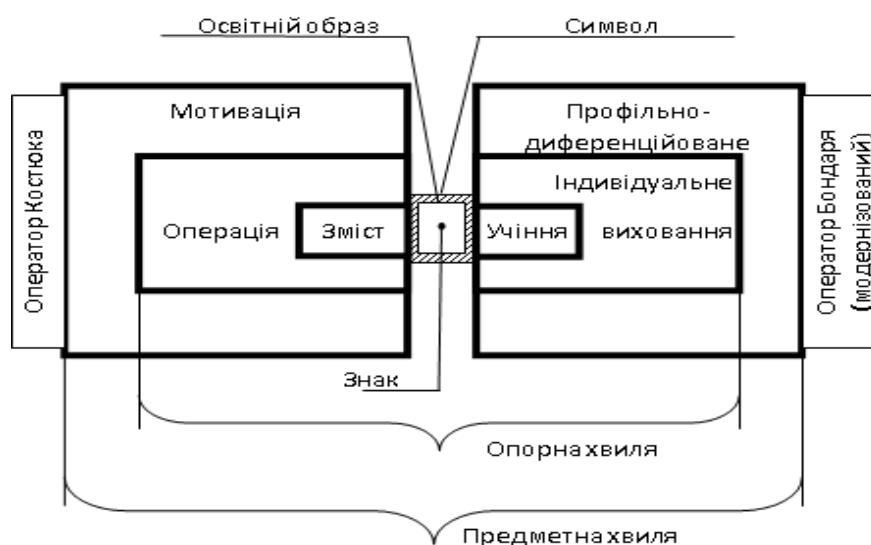 Освітній образ
Символ
Оператор Костюка
Мотивація
Профільно-
диференційоване
Індивідуальне
Операція
Зміст
Учіння
виховання
Оператор Бондаря
(модернізований)
Знак
Опорна хвиля
Предметна хвиля